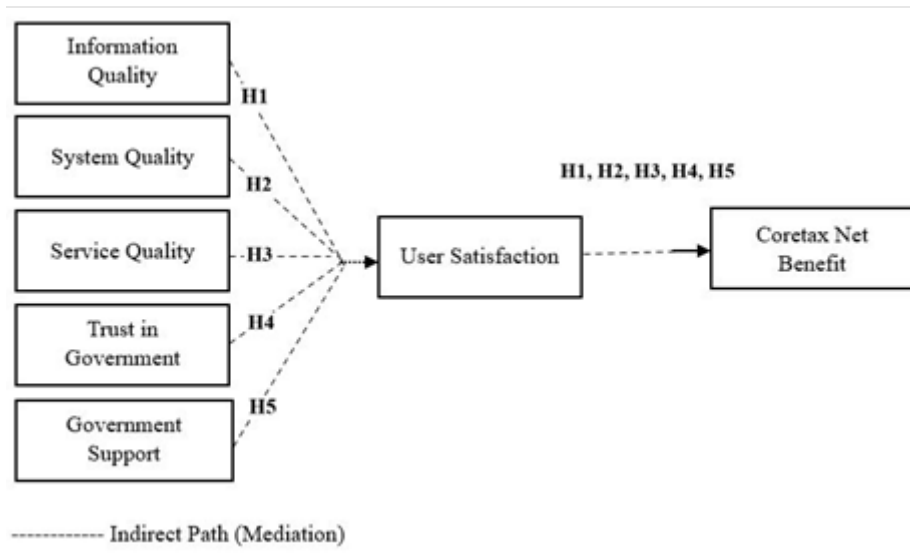 Information
Quality
H1
System Quality
H2
H1, H2, H3, H4, H5
Service Quality
H3
User Satisfaction
Coretax Net
Benefit
Trust in
Government
H4
Government
Support
H5
------------ Indirect Path (Mediation)